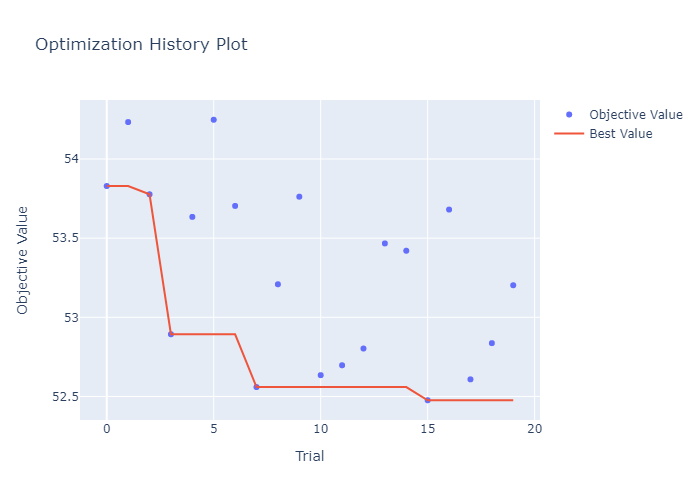 Optimization History Plot
Objective Value
Best Value
54
53.5
53
52.5
Objective Value
0
5
10
15
20
Trial